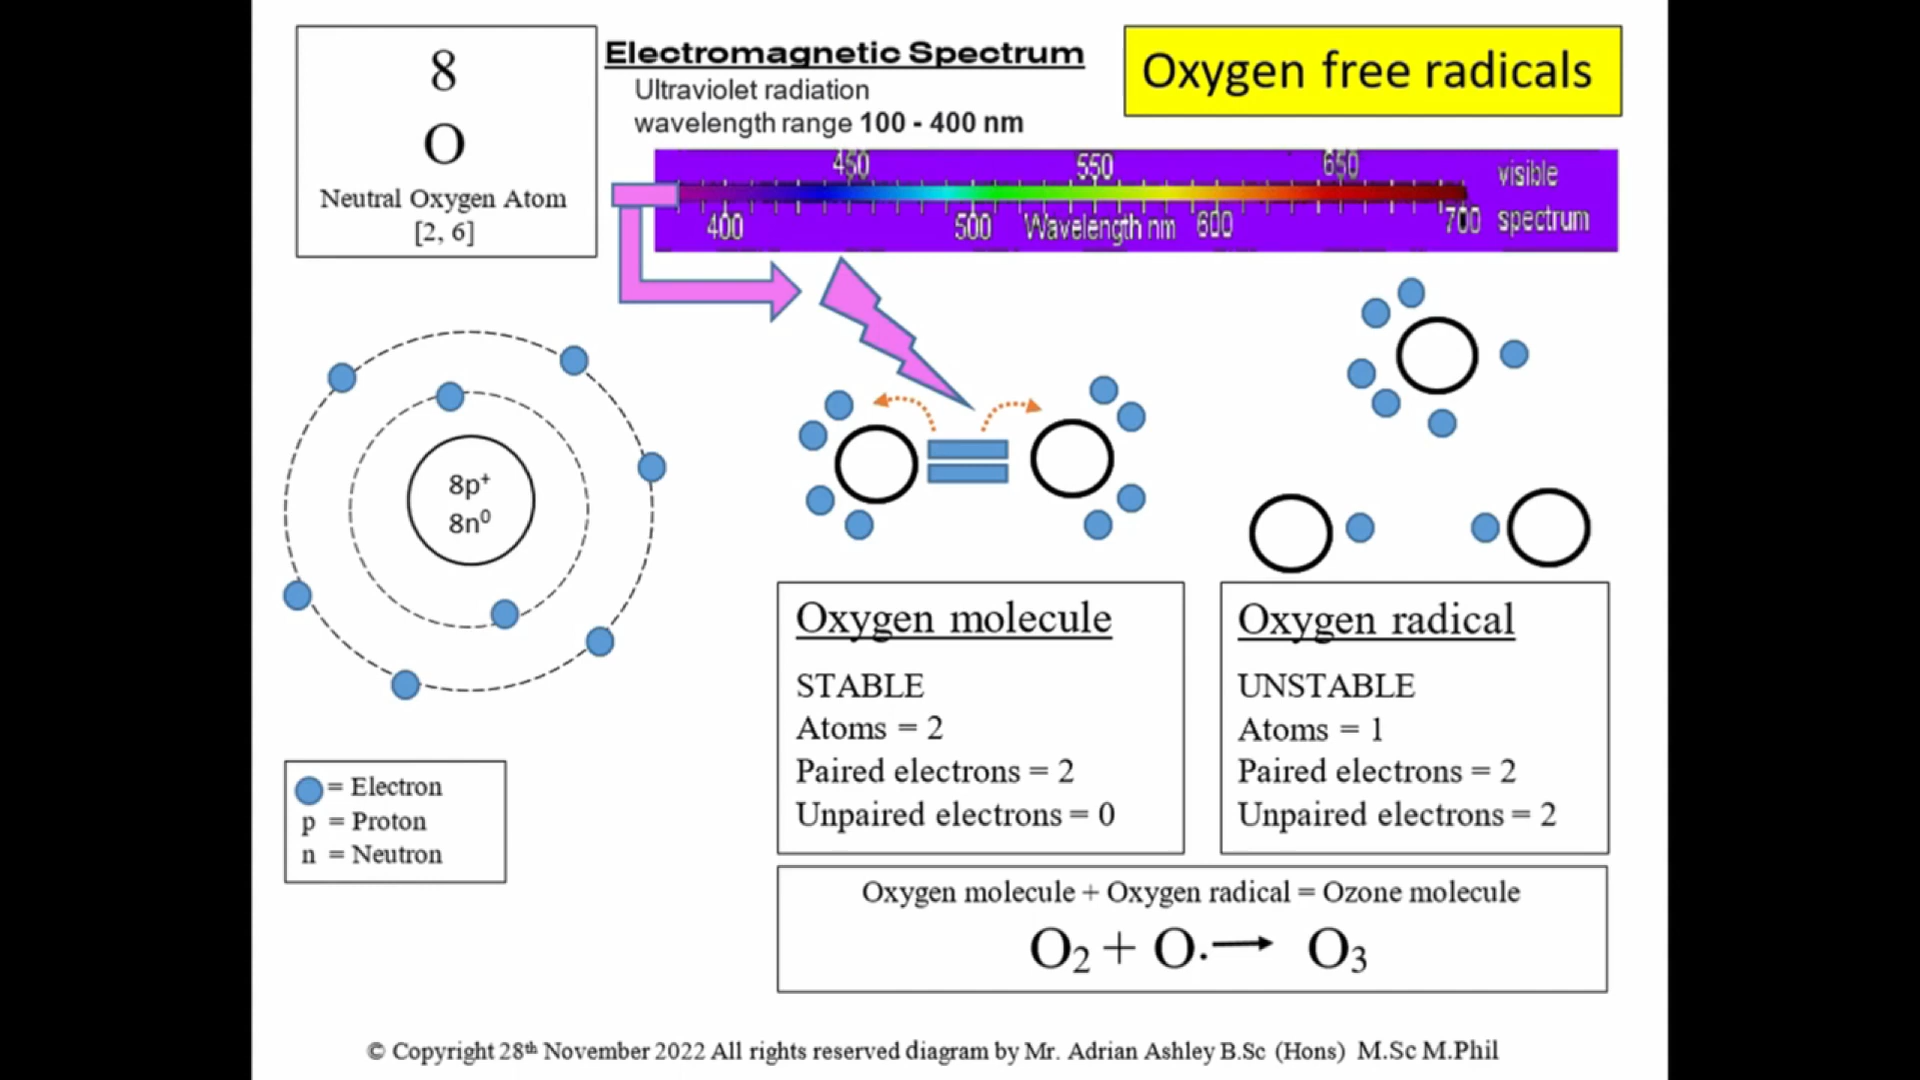 8
O
Neutral Oxygen Atom
[2, 6]
Electromagnetic Spectrum
Ultraviolet radiation
wavelength range 100 - 400 nm
Oxygen free radicals
450 550 650
visible
400 500 Wavelength nm 600 700
spectrum
8p⁺
8n⁰
= Electron
p = Proton
n = Neutron
Oxygen molecule
STABLE
Atoms = 2
Paired electrons = 2
Unpaired electrons = 0
Oxygen radical
UNSTABLE
Atoms = 1
Paired electrons = 2
Unpaired electrons = 2
Oxygen molecule + Oxygen radical = Ozone molecule
O₂ + O. → O₃
© Copyright 28th November 2022 All rights reserved diagram by Mr. Adrian Ashley B.Sc (Hons) M.Sc M.Phil